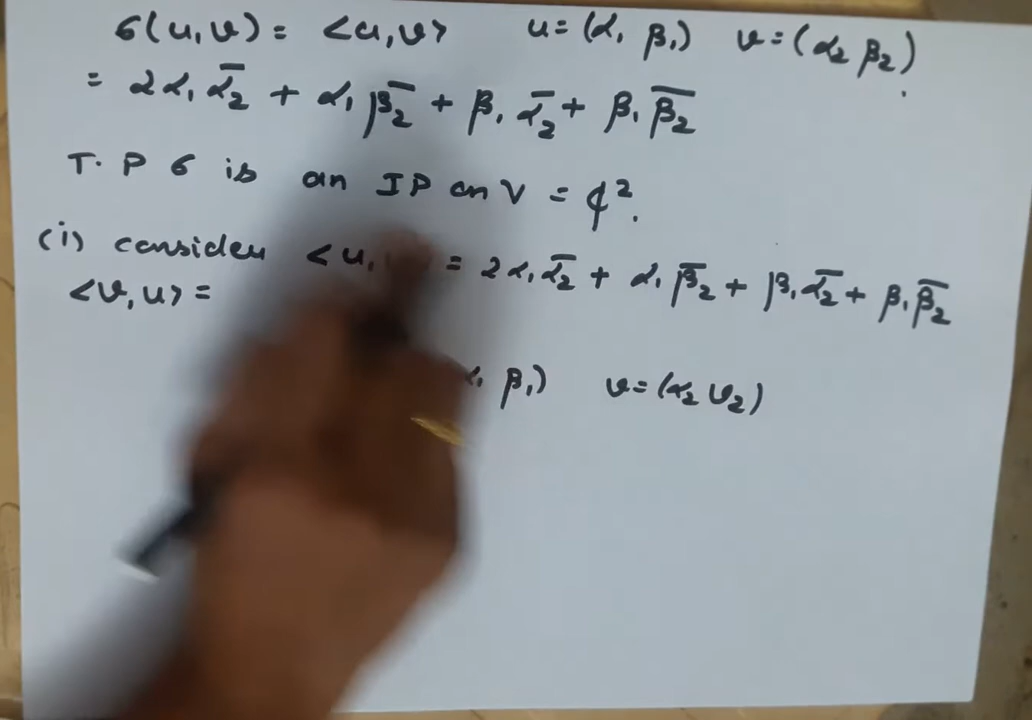 σ(u,v) = <u,v> u=(α₁ β₁) v=(α₂ β₂)
= 2α₁ᾱ₂ + α₁β̄₂ + β₁ᾱ₂ + β₁β̄₂
T. P σ is an IP on V = ¢².
(i) consider <u, = 2α₁ᾱ₂ + α₁β̄₂ + β₁ᾱ₂ + β₁β̄₂
<v,u> =
β₁) v=(α₂ v₂)